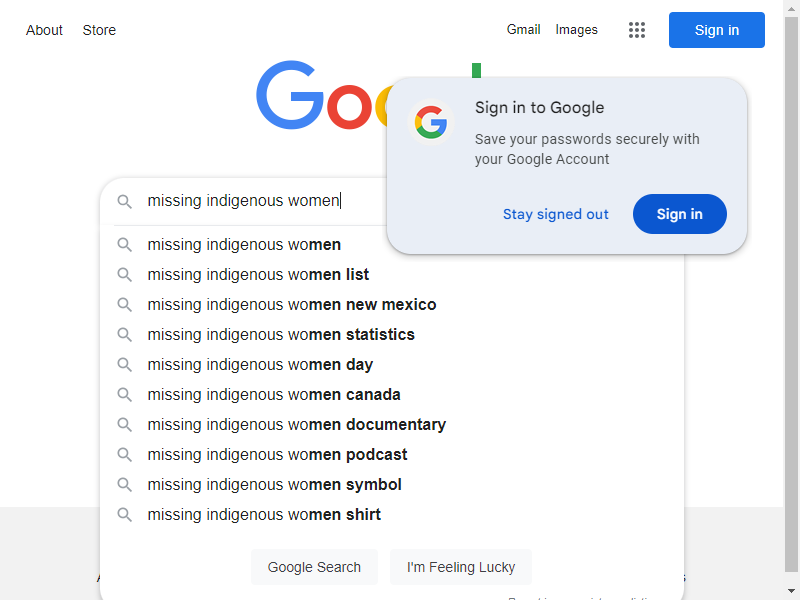 About Store Gmail Images Sign in
Sign in to Google
Save your passwords securely with
your Google Account
Stay signed out Sign in
missing indigenous women
missing indigenous women
missing indigenous women list
missing indigenous women new mexico
missing indigenous women statistics
missing indigenous women day
missing indigenous women canada
missing indigenous women documentary
missing indigenous women podcast
missing indigenous women symbol
missing indigenous women shirt
Google Search I'm Feeling Lucky